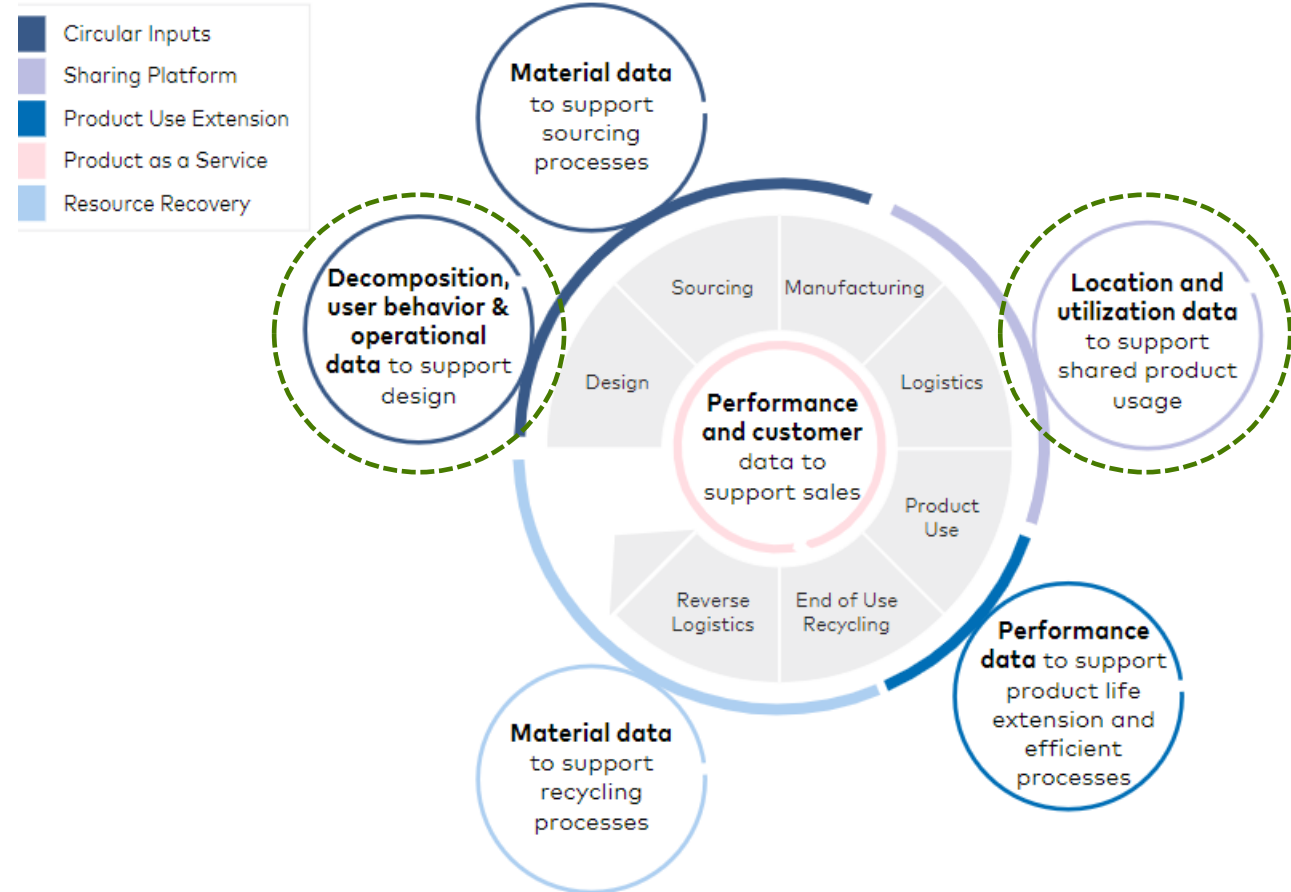 Circular Inputs
Sharing Platform
Product Use Extension
Product as a Service
Resource Recovery
Material data
to support
sourcing
processes
Decomposition,
user behavior &
operational
data to support
design
Location and
utilization data
to support
shared product
usage
Sourcing
Manufacturing
Design
Logistics
Performance
and customer
data to
support sales
Product
Use
Reverse
Logistics
End of Use
Recycling
Performance
data to support
product life
extension and
efficient
processes
Material data
to support
recycling
processes